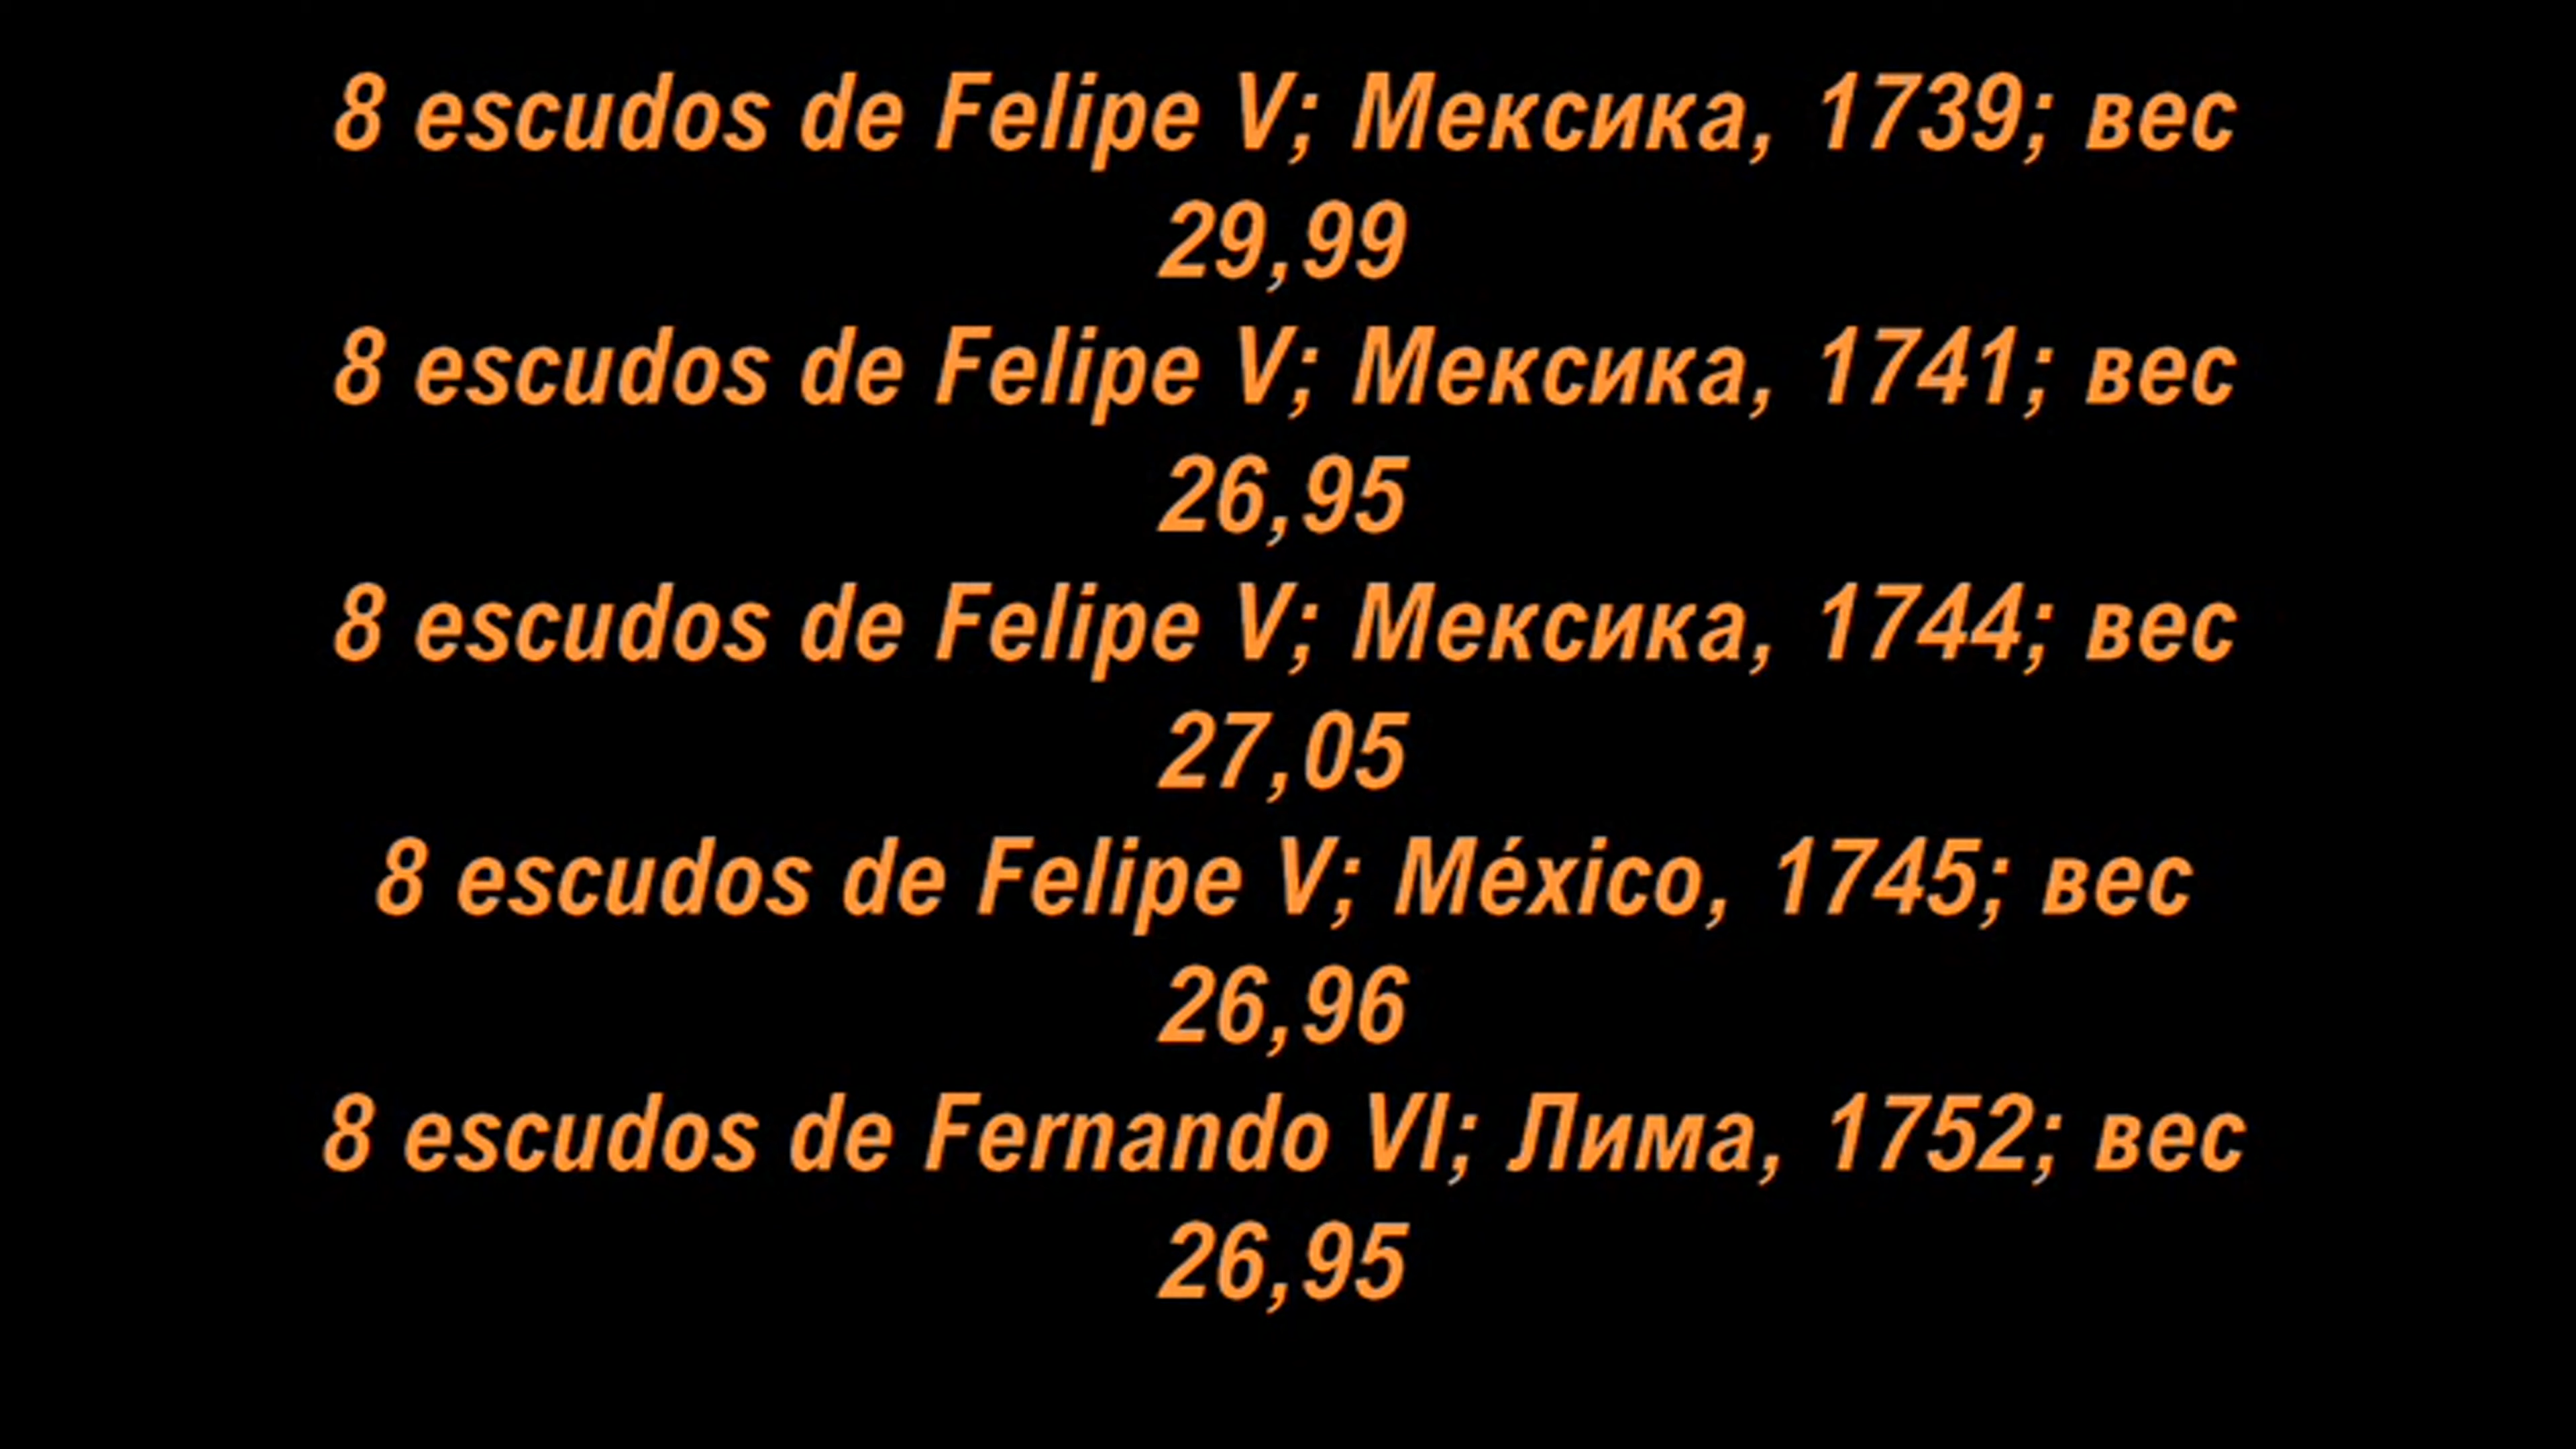 8 escudos de Felipe V; Мексика, 1739; вес
29,99
8 escudos de Felipe V; Мексика, 1741; вес
26,95
8 escudos de Felipe V; Мексика, 1744; вес
27,05
8 escudos de Felipe V; México, 1745; вес
26,96
8 escudos de Fernando VI; Лима, 1752; вес
26,95